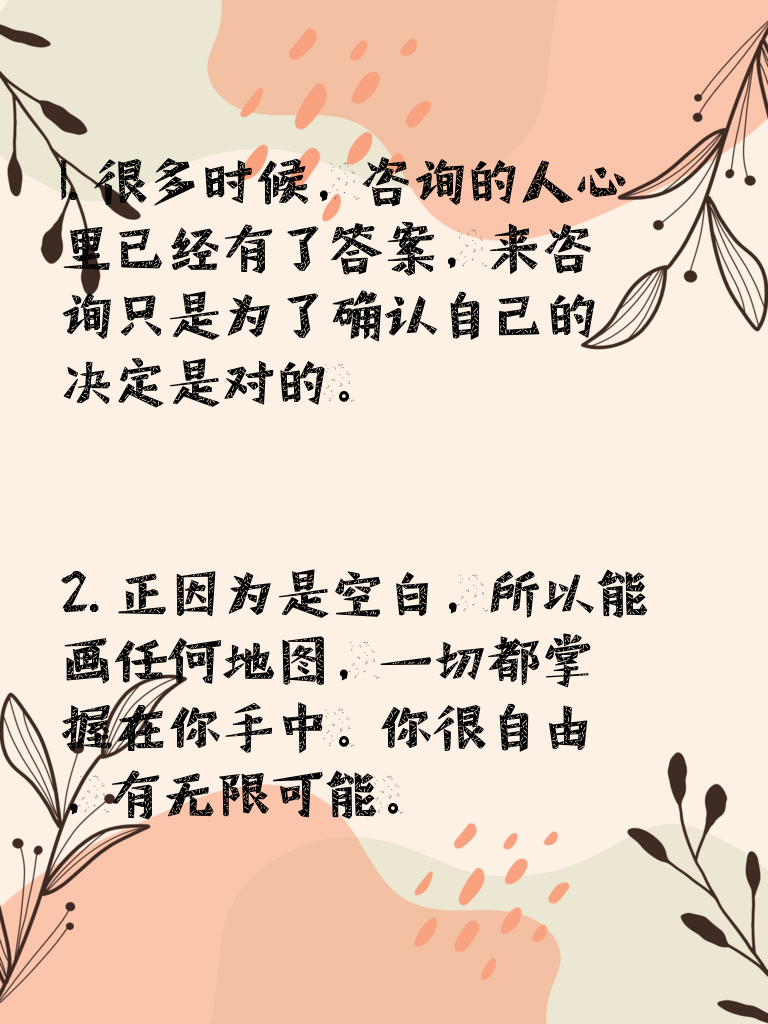 1. 很多时候，咨询的人心
里已经有了答案，来咨
询只是为了确认自己的
决定是对的。
2. 正因为是空白，所以能
画任何地图，一切都掌
握在你手中。你很自由
，有无限可能。